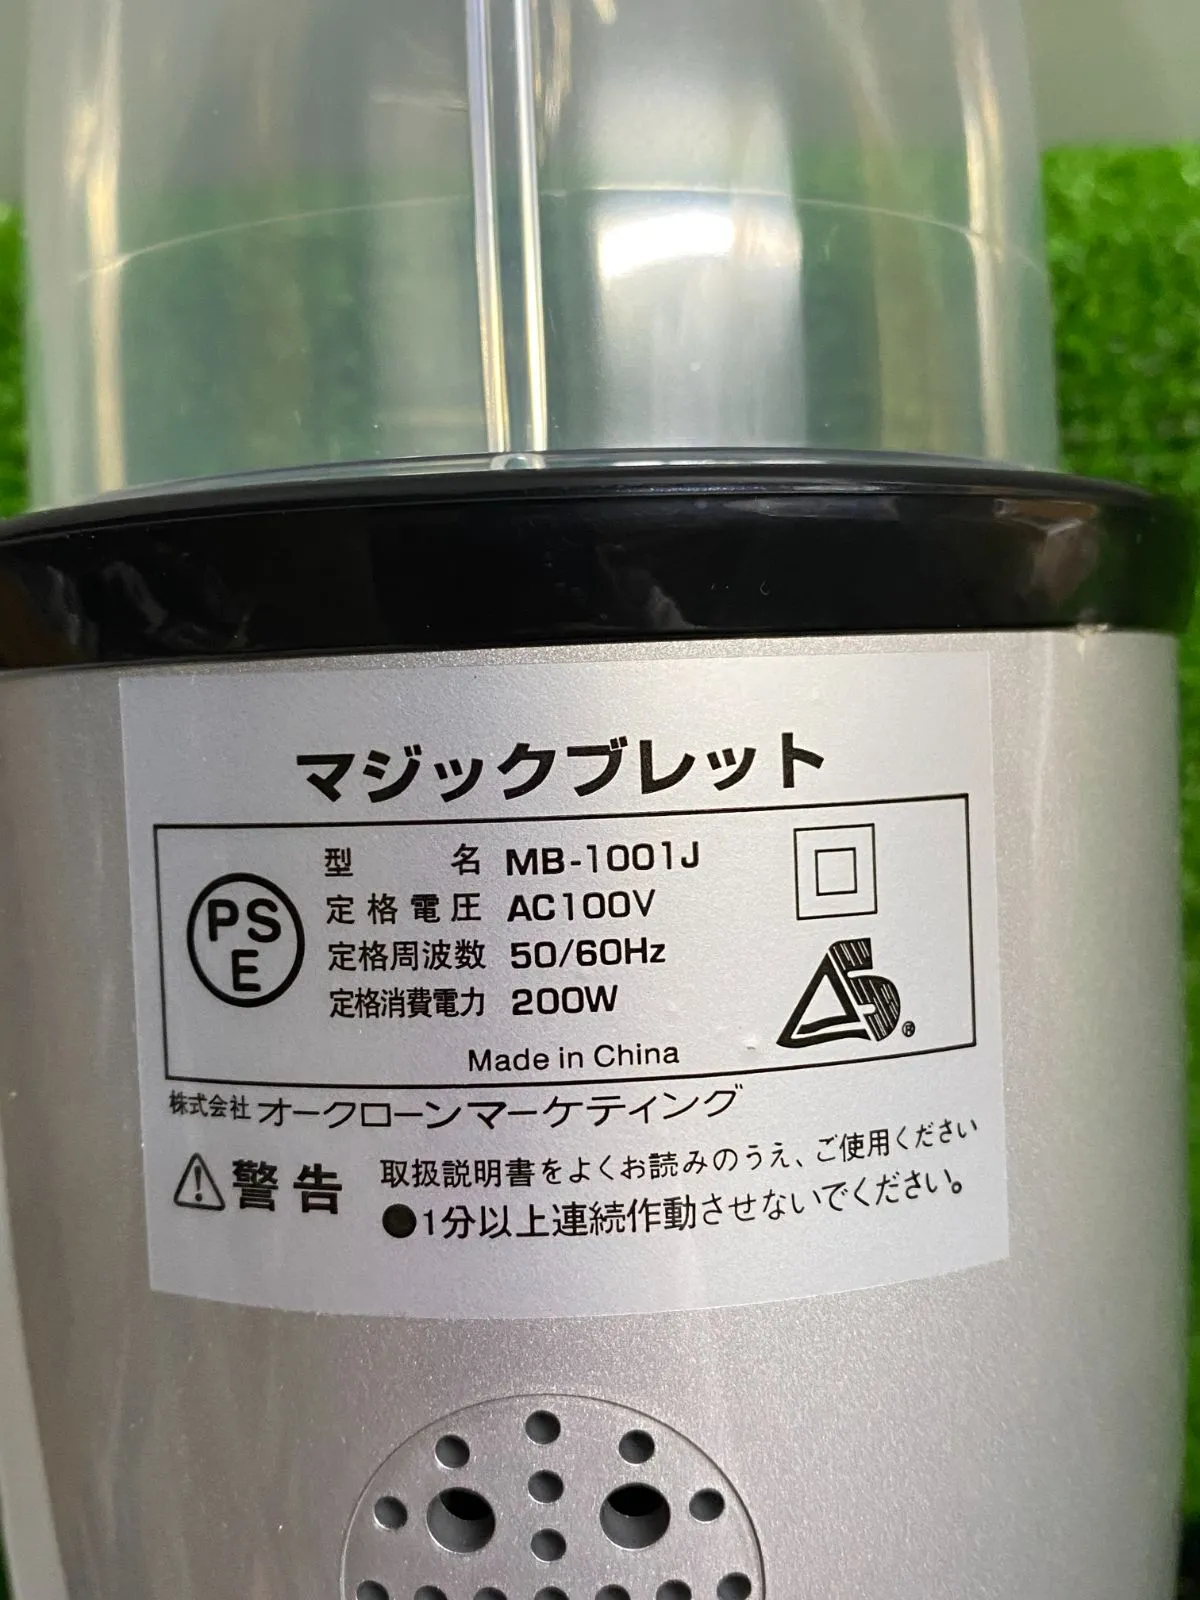 マジックブレット
PS
E
型名 MB-1001J
定格電圧 AC100V
定格周波数 50/60Hz
定格消費電力 200W
Made in China
®
株式会社オークローンマーケティング
⚠警告 取扱説明書をよくお読みのうえ、ご使用ください
●1分以上連続作動させないでください。